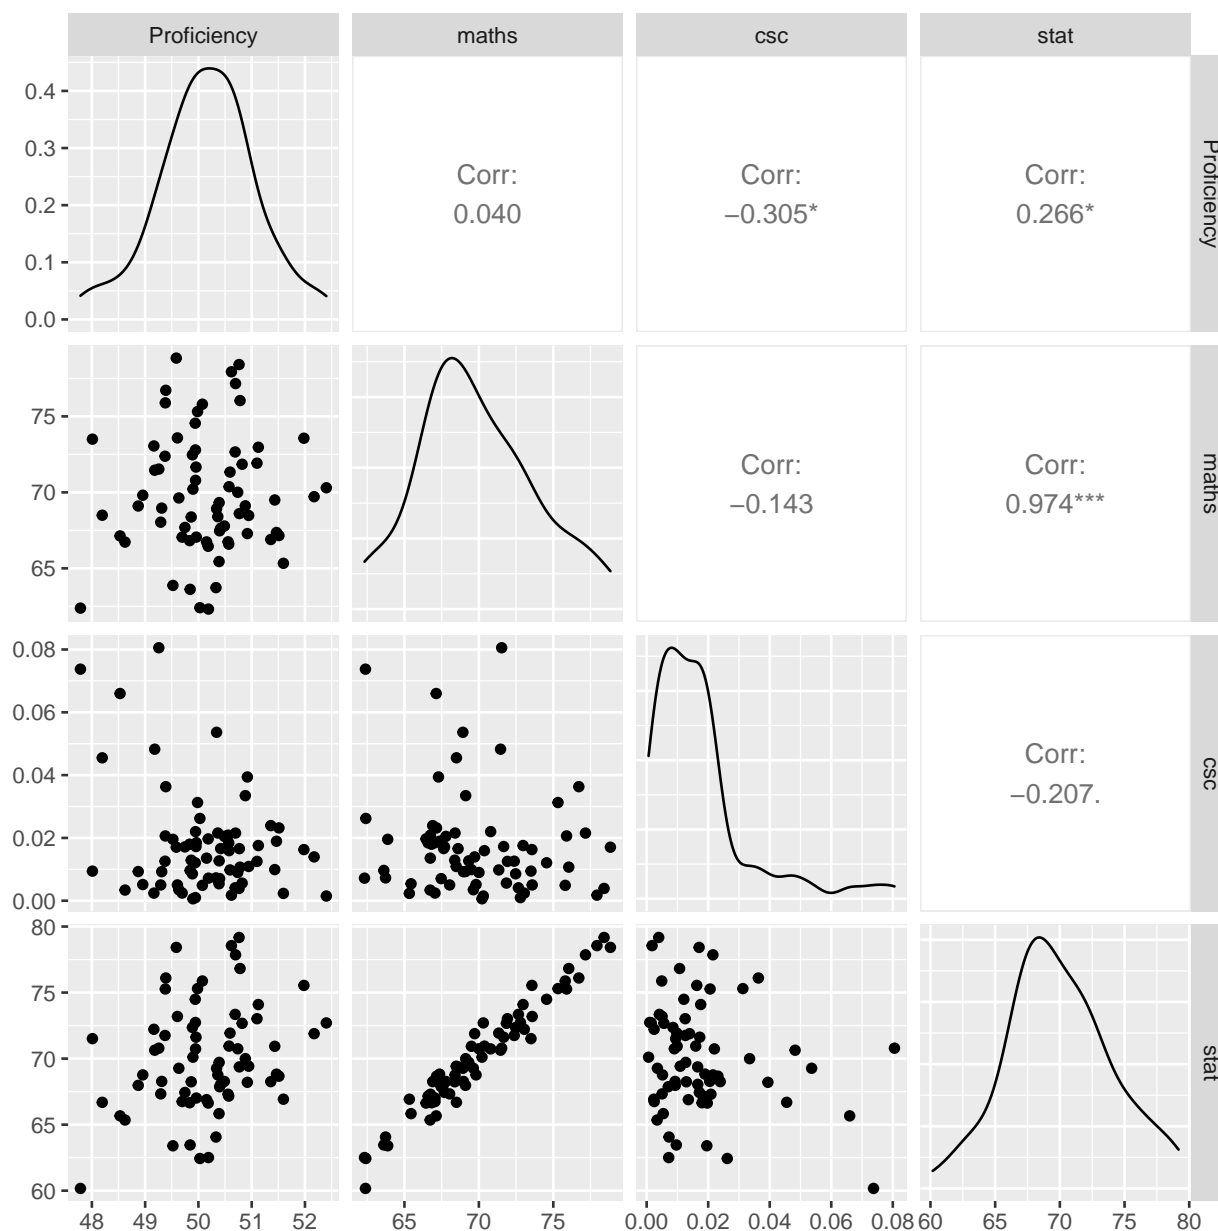 Proficiency maths csc stat
0.4
0.3
0.2
0.1
0.0
Corr:
0.040
Corr:
−0.305*
Corr:
0.266*
Proficiency
75
70
65
Corr:
−0.143
Corr:
0.974***
maths
0.08
0.06
0.04
0.02
0.00
Corr:
−0.207.
csc
80
75
70
65
60
stat
48 49 50 51 52
65 70 75
0.00 0.02 0.04 0.06 0.08
60 65 70 75 80